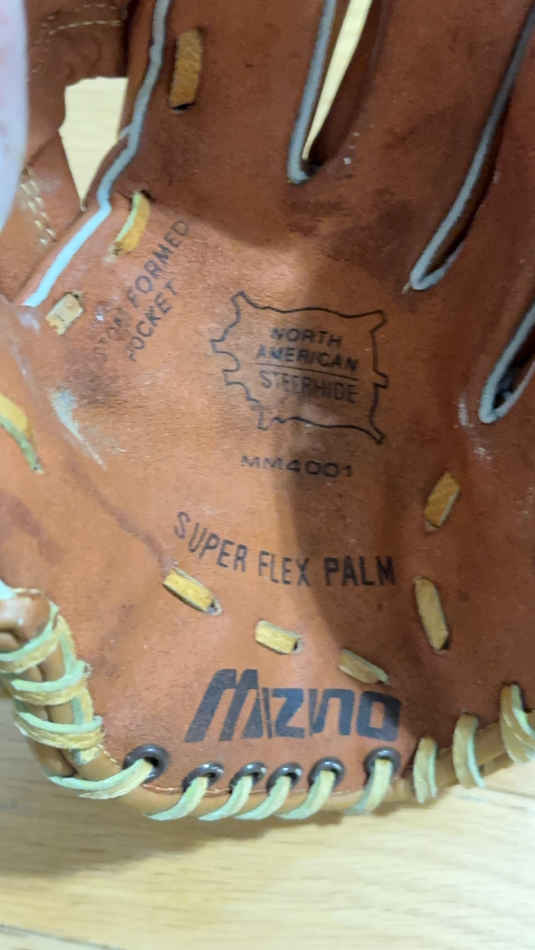 FORMED
POCKET
NORTH
AMERICAN
STEERHIDE
MM4001
SUPER FLEX PALM
MIZUNO